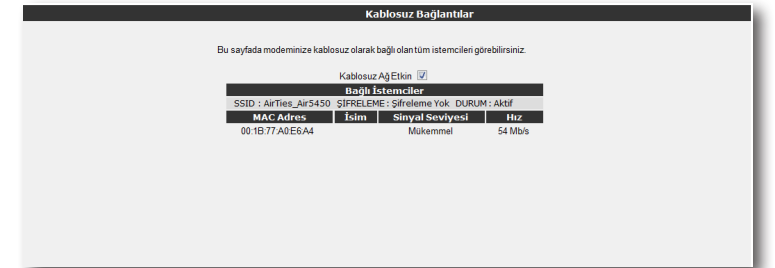 Kablosuz Bağlantılar
Bu sayfada modeminize kablosuz olarak bağlı olan tüm istemcileri görebilirsiniz.
Kablosuz Ağ Etkin
Bağlı İstemciler
SSID : AirTies_Air5450 ŞİFRELEME : Şifreleme Yok DURUM : Aktif
MAC Adres İsim Sinyal Seviyesi Hız
00:1B:77:A0:E6:A4 Mükemmel 54 Mb/s